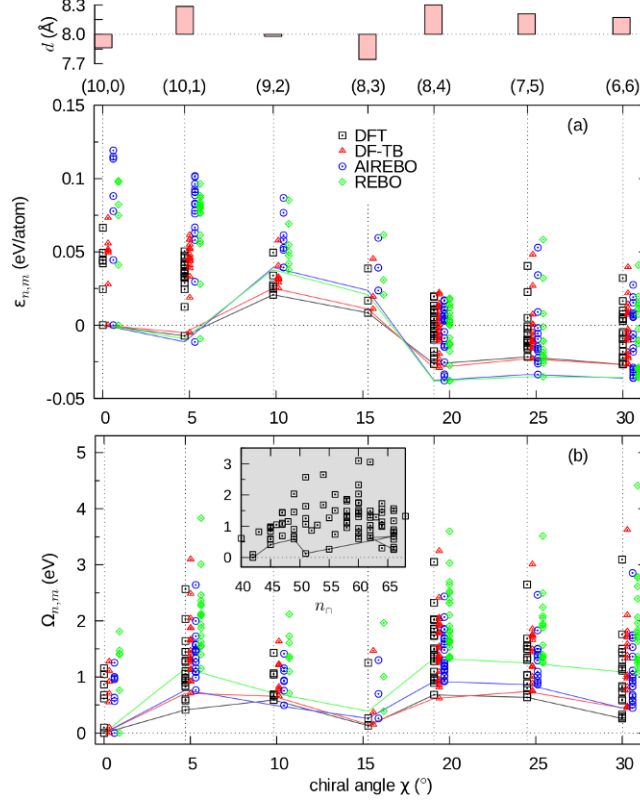 8.3
8.0
7.7
d (Å)
(10,0) (10,1) (9,2) (8,3) (8,4) (7,5) (6,6)
0.15
0.1
0.05
0
-0.05
εn,m (eV/atom)
(a)
DFT
DF-TB
AIREBO
REBO
0 5 10 15 20 25 30
5
4
3
2
1
0
Ωn,m (eV)
(b)
3
2
1
0
40 45 50 55 60 65
n∩
0 5 10 15 20 25 30
chiral angle χ (°)